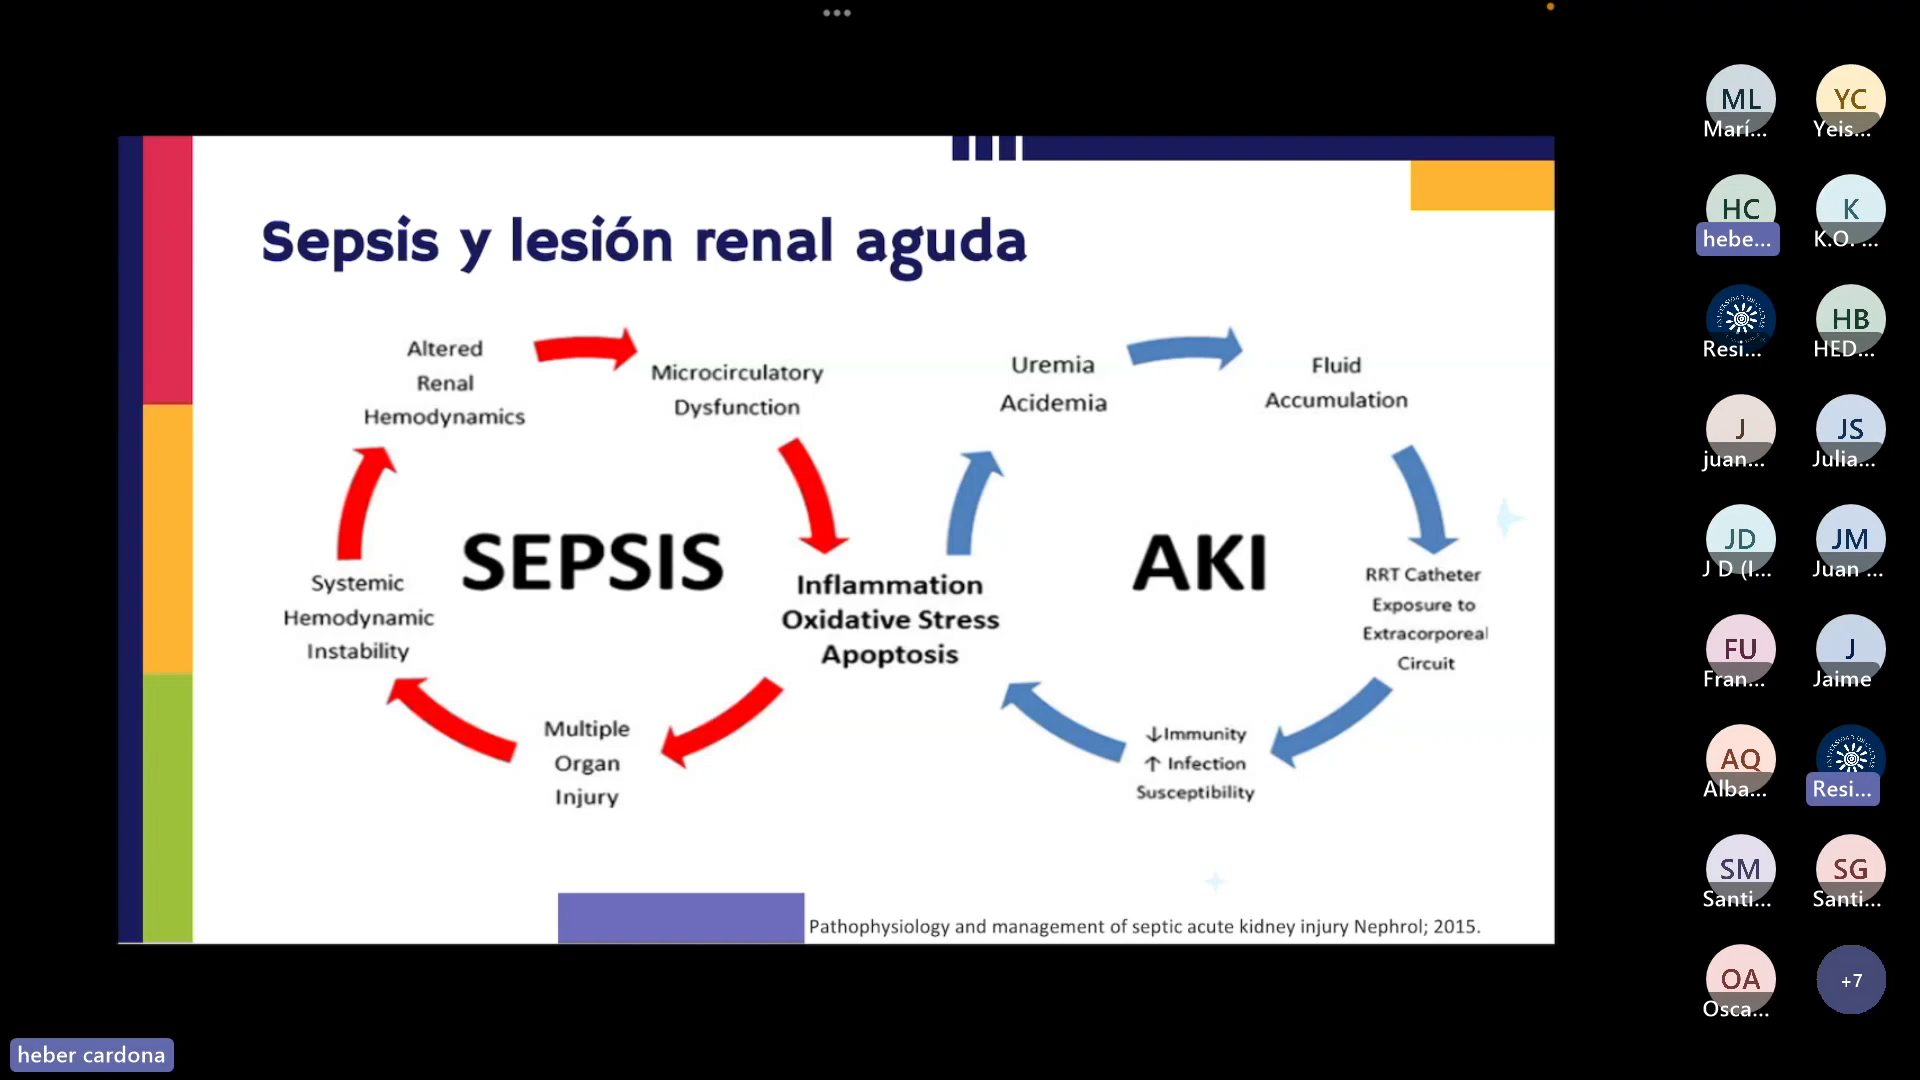 Sepsis y lesión renal aguda
Altered
Renal
Hemodynamics
Microcirculatory
Dysfunction
Inflammation
Oxidative Stress
Apoptosis
Multiple
Organ
Injury
Systemic
Hemodynamic
Instability
SEPSIS
Uremia
Acidemia
Fluid
Accumulation
RRT Catheter
Exposure to
Extracorporeal
Circuit
↓Immunity
↑ Infection
Susceptibility
AKI
Pathophysiology and management of septic acute kidney injury Nephrol; 2015.
ML
Marí...
YC
Yeis...
HC
hebe...
K
K.O. ...
Resi...
HB
HED...
J
juan...
JS
Julia...
JD
J D (I...
JM
Juan ...
FU
Fran...
J
Jaime
AQ
Alba...
Resi...
SM
Santi...
SG
Santi...
OA
Osca...
+7
heber cardona